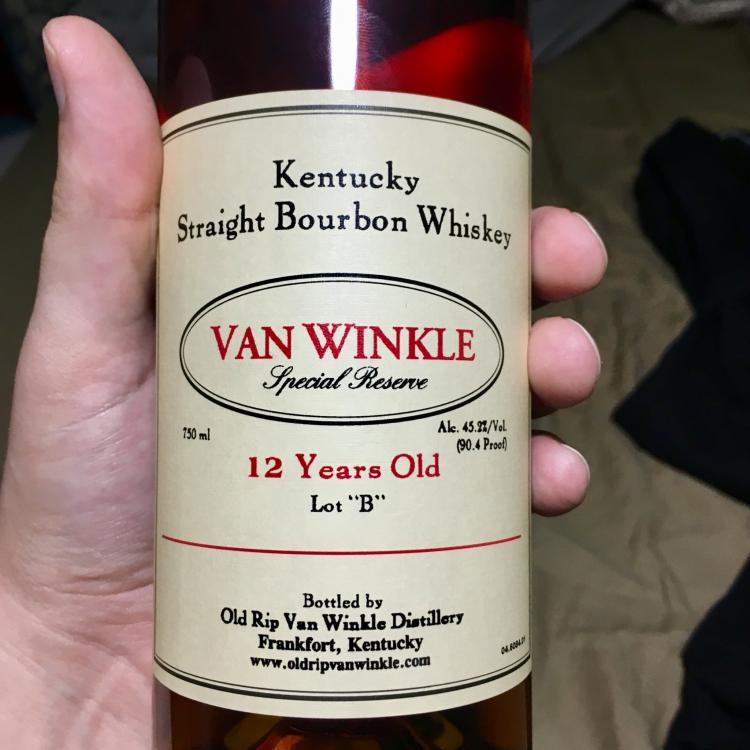 Kentucky
Straight Bourbon Whiskey
VAN WINKLE
Special Reserve
750 ml
Alc. 45.2%/Vol.
(90.4 Proof)
12 Years Old
Lot "B"
Bottled by
Old Rip Van Winkle Distillery
Frankfort, Kentucky
www.oldripvanwinkle.com